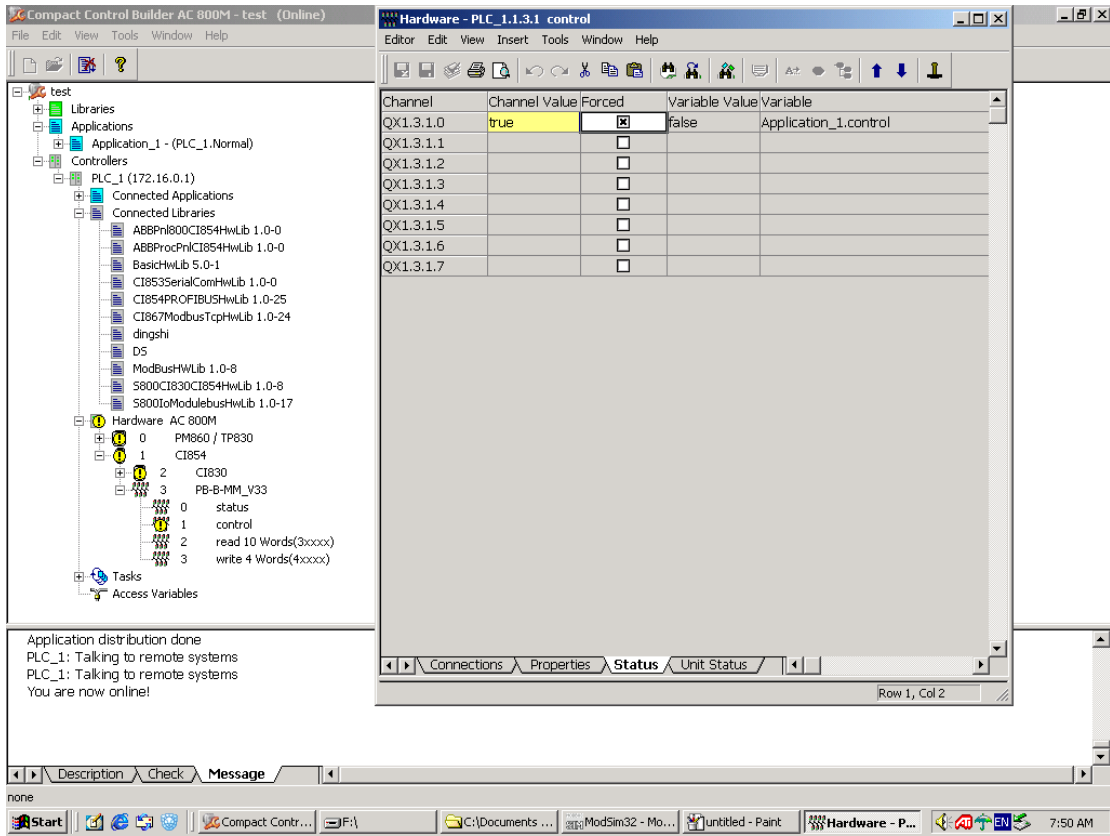 Compact Control Builder AC 800M - test (Online)
File Edit View Tools Window Help
test
Libraries
Applications
Application_1 - (PLC_1.Normal)
Controllers
PLC_1 (172.16.0.1)
Connected Applications
Connected Libraries
ABBPnl800CI854HwLib 1.0-0
ABBProcPnlCI854HwLib 1.0-0
BasicHwLib 5.0-1
CI853SerialComHwLib 1.0-0
CI854PROFIBUSHwLib 1.0-25
CI867ModbusTcpHwLib 1.0-24
dingshi
DS
ModBusHWLib 1.0-8
S800CI830CI854HwLib 1.0-8
S800IoModulebusHwLib 1.0-17
Hardware AC 800M
0 PM860 / TP830
1 CI854
2 CI830
3 PB-B-MM_V33
0 status
1 control
2 read 10 Words(3xxxx)
3 write 4 Words(4xxxx)
Tasks
Access Variables
Hardware - PLC_1.1.3.1 control
Editor Edit View Insert Tools Window Help
Channel Channel Value Forced Variable Value Variable
QX1.3.1.0 true false Application_1.control
QX1.3.1.1
QX1.3.1.2
QX1.3.1.3
QX1.3.1.4
QX1.3.1.5
QX1.3.1.6
QX1.3.1.7
Connections Properties Status Unit Status
Row 1, Col 2
Application distribution done
PLC_1: Talking to remote systems
PLC_1: Talking to remote systems
You are now online!
Description Check Message
none
Start Compact Contr... F:\ C:\Documents ... ModSim32 - Mo... untitled - Paint Hardware - P... EN 7:50 AM